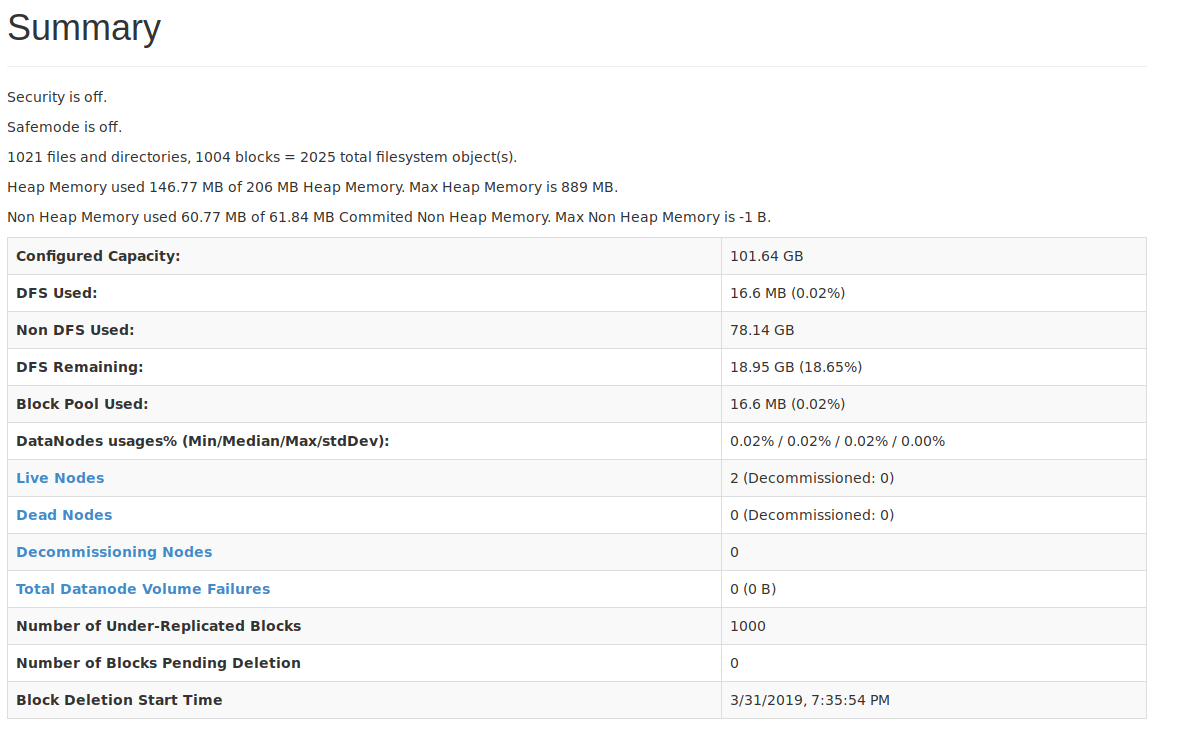 Summary
Security is off.
Safemode is off.
1021 files and directories, 1004 blocks = 2025 total filesystem object(s).
Heap Memory used 146.77 MB of 206 MB Heap Memory. Max Heap Memory is 889 MB.
Non Heap Memory used 60.77 MB of 61.84 MB Commited Non Heap Memory. Max Non Heap Memory is -1 B.
Configured Capacity: 101.64 GB
DFS Used: 16.6 MB (0.02%)
Non DFS Used: 78.14 GB
DFS Remaining: 18.95 GB (18.65%)
Block Pool Used: 16.6 MB (0.02%)
DataNodes usages% (Min/Median/Max/stdDev): 0.02% / 0.02% / 0.02% / 0.00%
Live Nodes 2 (Decommissioned: 0)
Dead Nodes 0 (Decommissioned: 0)
Decommissioning Nodes 0
Total Datanode Volume Failures 0 (0 B)
Number of Under-Replicated Blocks 1000
Number of Blocks Pending Deletion 0
Block Deletion Start Time 3/31/2019, 7:35:54 PM